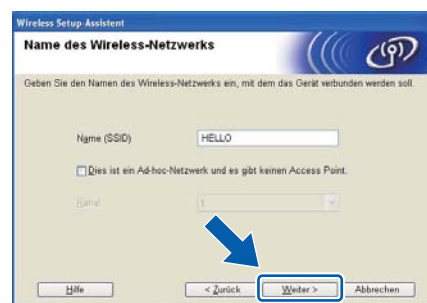 Wireless Setup-Assistent
Name des Wireless-Netzwerks
Geben Sie den Namen des Wireless-Netzwerks ein, mit dem das Gerät verbunden werden soll.
Name (SSID) HELLO
Dies ist ein Ad-hoc-Netzwerk und es gibt keinen Access Point.
Kanal 1
Hilfe < Zurück Weiter > Abbrechen